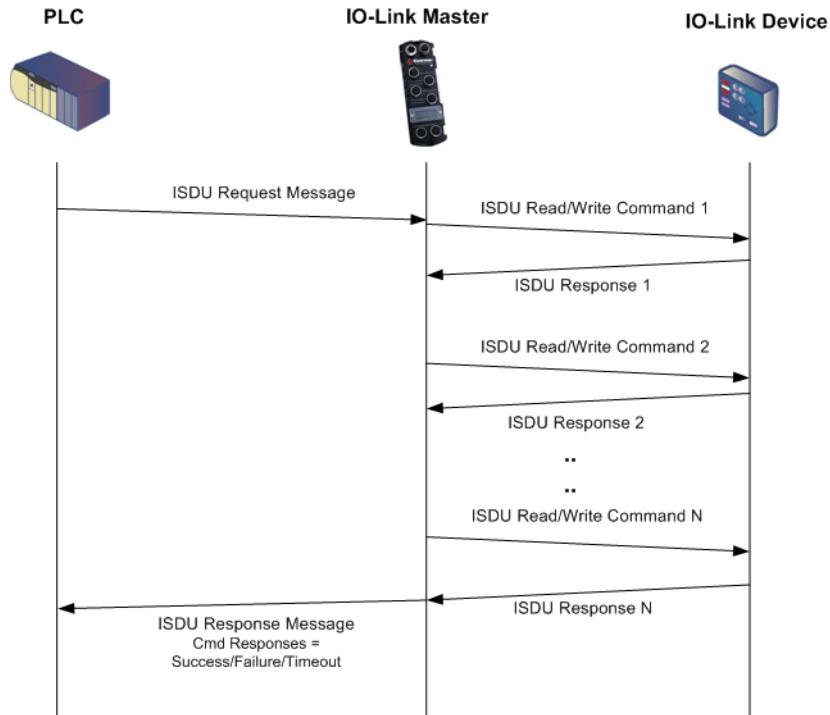 PLC
IO-Link Master
IO-Link Device
ISDU Request Message
ISDU Read/Write Command 1
ISDU Response 1
ISDU Read/Write Command 2
ISDU Response 2
..
..
ISDU Read/Write Command N
ISDU Response N
ISDU Response Message
Cmd Responses =
Success/Failure/Timeout